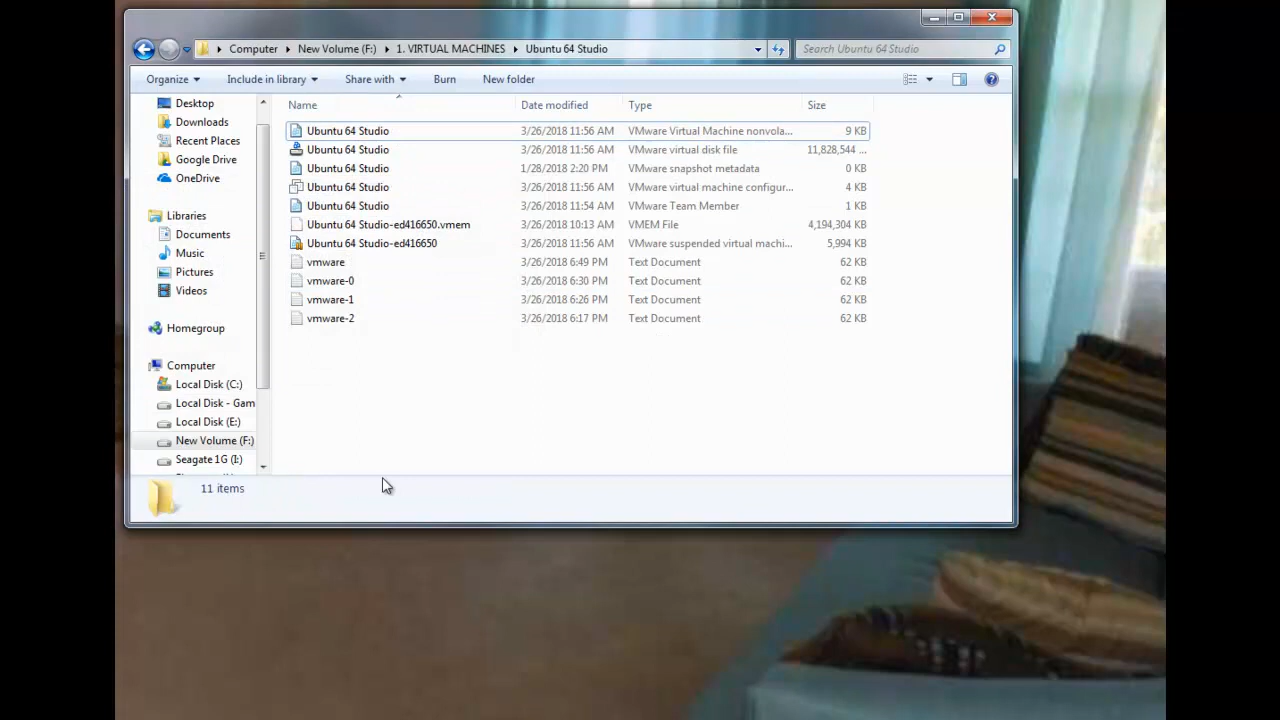 Computer New Volume (F:) 1. VIRTUAL MACHINES Ubuntu 64 Studio Search Ubuntu 64 Studio
Organize Include in library Share with Burn New folder
Name Date modified Type Size
Desktop
Downloads
Recent Places
Google Drive
OneDrive
Libraries
Documents
Music
Pictures
Videos
Homegroup
Computer
Local Disk (C:)
Local Disk - Gam
Local Disk (E:)
New Volume (F:)
Seagate 1G (I:)
Ubuntu 64 Studio 3/26/2018 11:56 AM VMware Virtual Machine nonvola... 9 KB
Ubuntu 64 Studio 3/26/2018 11:56 AM VMware virtual disk file 11,828,544 ...
Ubuntu 64 Studio 1/28/2018 2:20 PM VMware snapshot metadata 0 KB
Ubuntu 64 Studio 3/26/2018 11:56 AM VMware virtual machine configur... 4 KB
Ubuntu 64 Studio 3/26/2018 11:54 AM VMware Team Member 1 KB
Ubuntu 64 Studio-ed416650.vmem 3/26/2018 10:13 AM VMEM File 4,194,304 KB
Ubuntu 64 Studio-ed416650 3/26/2018 11:56 AM VMware suspended virtual machi... 5,994 KB
vmware 3/26/2018 6:49 PM Text Document 62 KB
vmware-0 3/26/2018 6:30 PM Text Document 62 KB
vmware-1 3/26/2018 6:26 PM Text Document 62 KB
vmware-2 3/26/2018 6:17 PM Text Document 62 KB
11 items